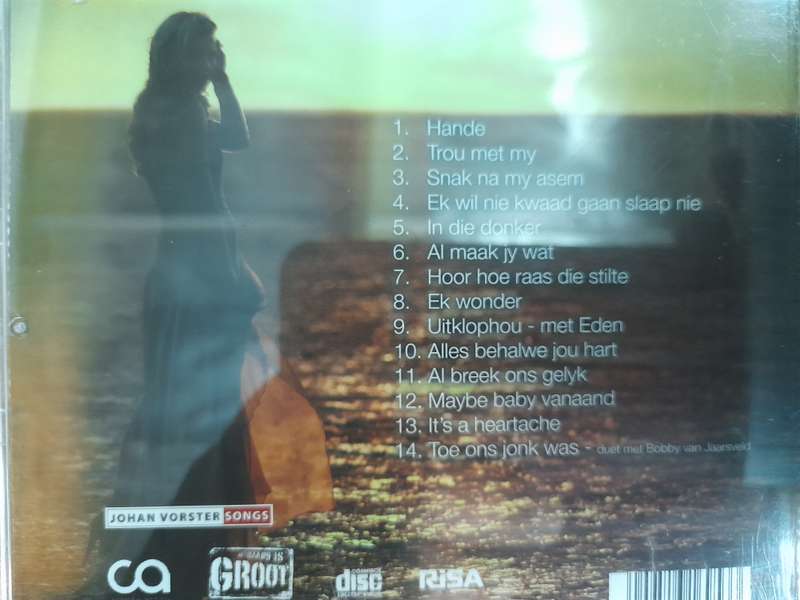 1. Hande
2. Trou met my
3. Snak na my asem
4. Ek wil nie kwaad gaan slaap nie
5. In die donker
6. Al maak jy wat
7. Hoor hoe raas die stilte
8. Ek wonder
9. Uitklophou - met Eden
10. Alles behalwe jou hart
11. Al breek ons gelyk
12. Maybe baby vanaand
13. It's a heartache
14. Toe ons jonk was - duet met Bobby van Jaarsveld
JOHAN VORSTER SONGS
ca
IS GROOT
COMPACT disc
RiSA